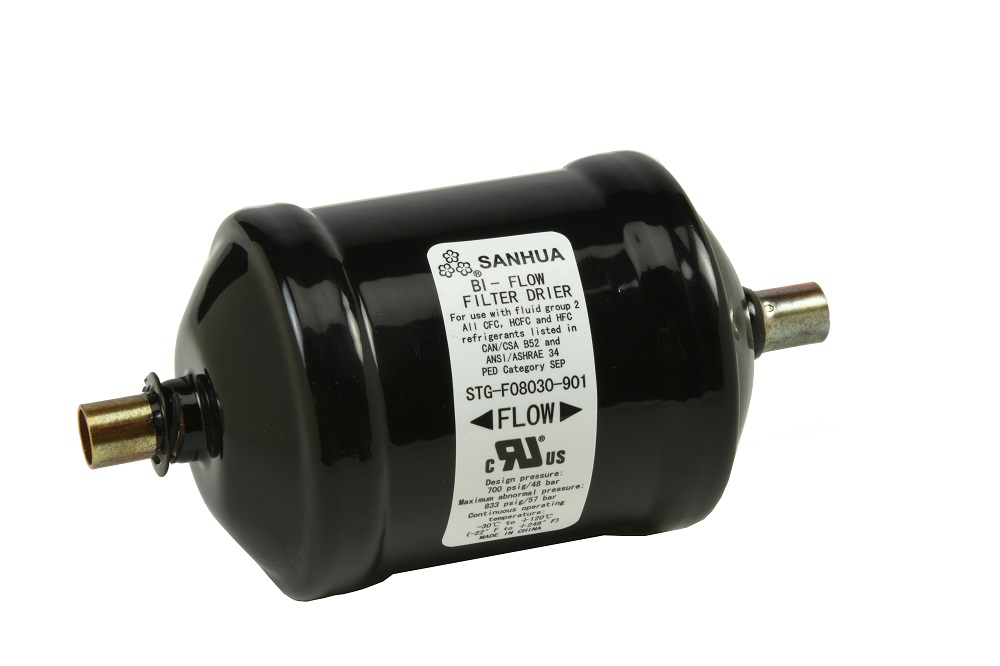 SANHUA®
BI- FLOW
FILTER DRIER
For use with fluid group 2
All CFC, HCFC and HFC
refrigerants listed in
CAN/CSA B52 and
ANSI/ASHRAE 34
PED Category SEP
STG-F08030-901
◀FLOW▶
c RU® US
Design pressure:
700 psig/48 bar
Maximum abnormal pressure:
833 psig/57 bar
Continuous operating
temperature:
-30℃ to +120℃
(-22°F to +248°F)
MADE IN CHINA